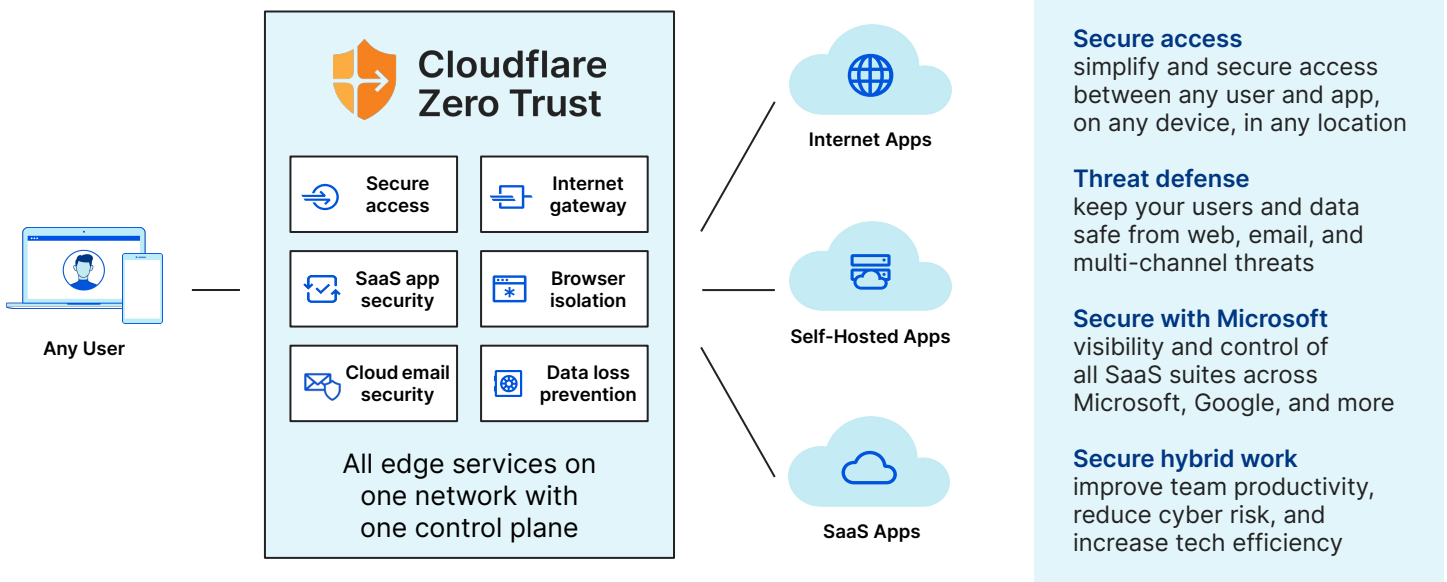 Any User
Cloudflare
Zero Trust
Secure
access
Internet
gateway
SaaS app
security
Browser
isolation
Cloud email
security
Data loss
prevention
All edge services on
one network with
one control plane
Internet Apps
Self-Hosted Apps
SaaS Apps
Secure access
simplify and secure access
between any user and app,
on any device, in any location
Threat defense
keep your users and data
safe from web, email, and
multi-channel threats
Secure with Microsoft
visibility and control of
all SaaS suites across
Microsoft, Google, and more
Secure hybrid work
improve team productivity,
reduce cyber risk, and
increase tech efficiency